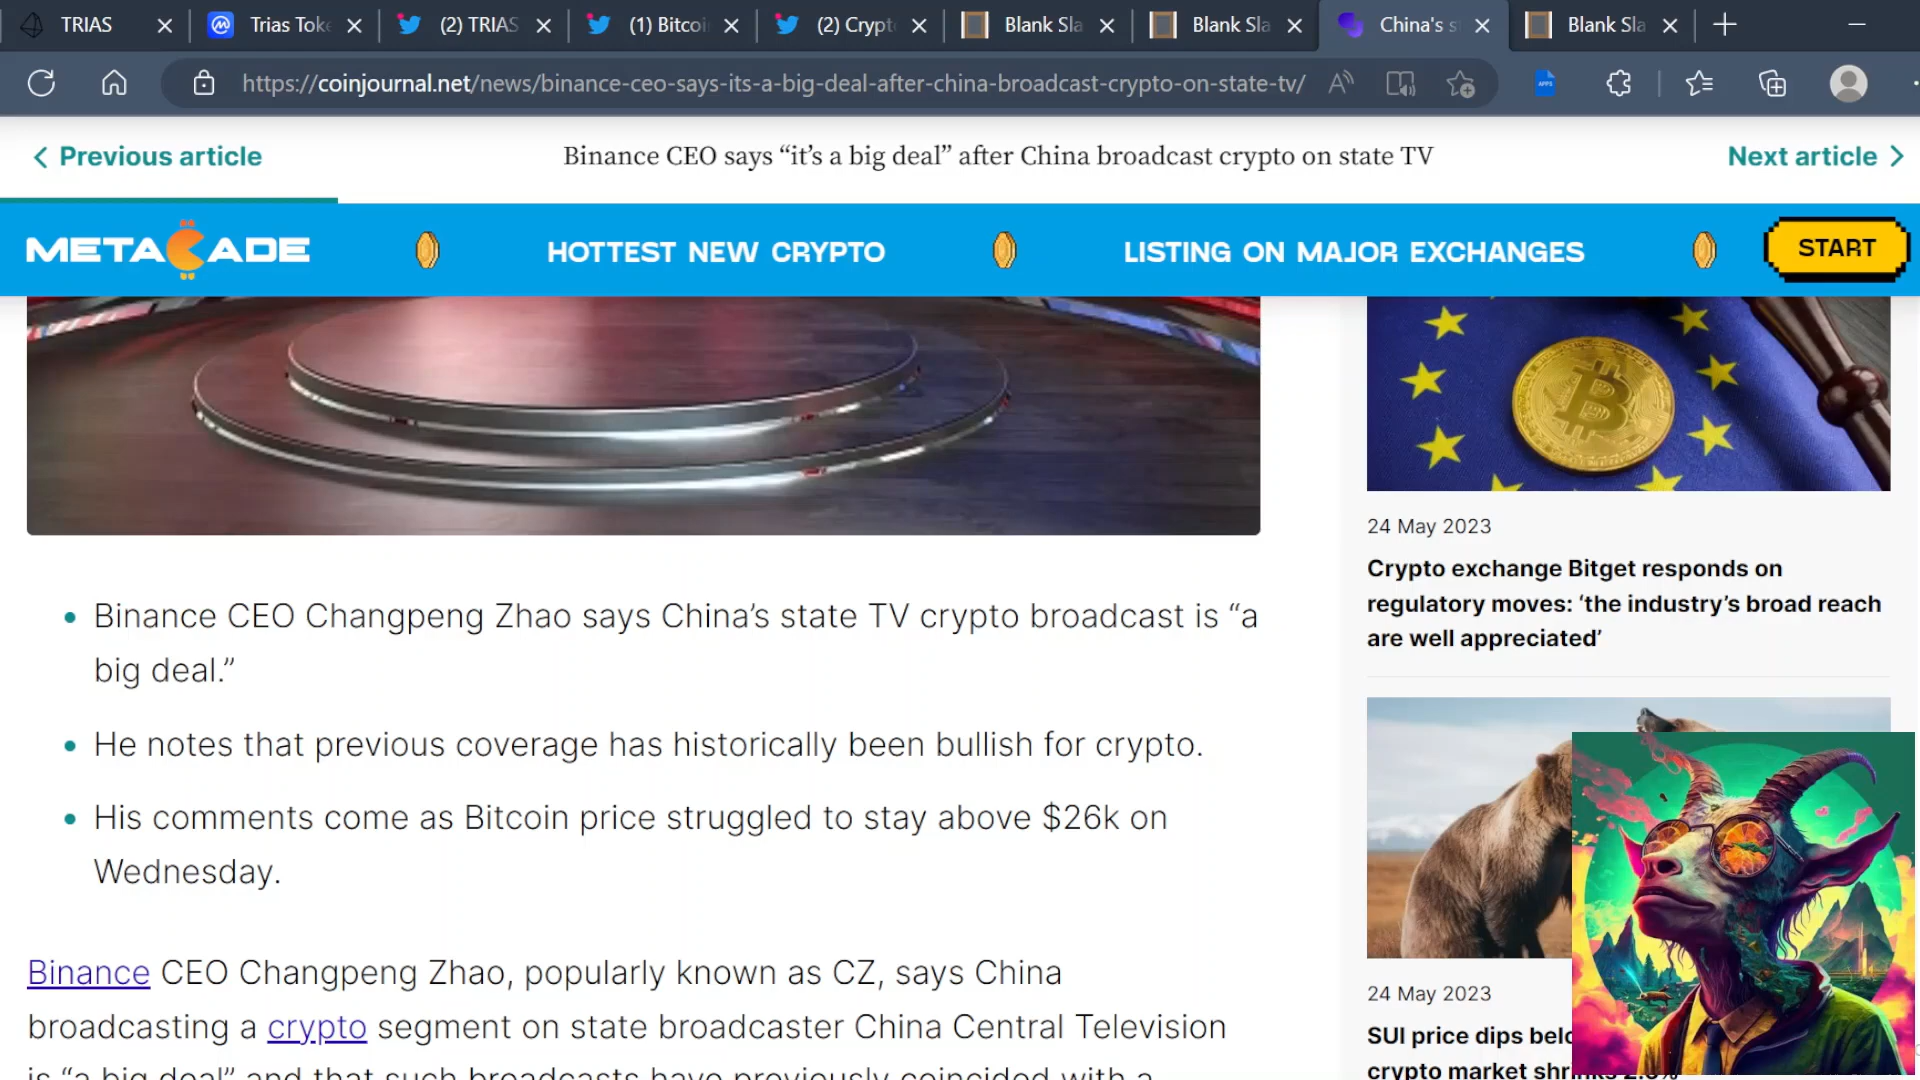 TRIAS
Trias Toke
(2) TRIAS
(1) Bitcoi
(2) Crypt
Blank Sla
Blank Sla
China's s
Blank Sla
https://coinjournal.net/news/binance-ceo-says-its-a-big-deal-after-china-broadcast-crypto-on-state-tv/
Previous article
Binance CEO says “it’s a big deal” after China broadcast crypto on state TV
Next article
METACADE
HOTTEST NEW CRYPTO
LISTING ON MAJOR EXCHANGES
START
Binance CEO Changpeng Zhao says China’s state TV crypto broadcast is “a
big deal.”
He notes that previous coverage has historically been bullish for crypto.
His comments come as Bitcoin price struggled to stay above $26k on
Wednesday.
Binance CEO Changpeng Zhao, popularly known as CZ, says China
broadcasting a crypto segment on state broadcaster China Central Television
is “a big deal” and that such broadcasts have previously coincided with a
24 May 2023
Crypto exchange Bitget responds on
regulatory moves: ‘the industry’s broad reach
are well appreciated’
24 May 2023
SUI price dips belo
crypto market shrinks 2.6%